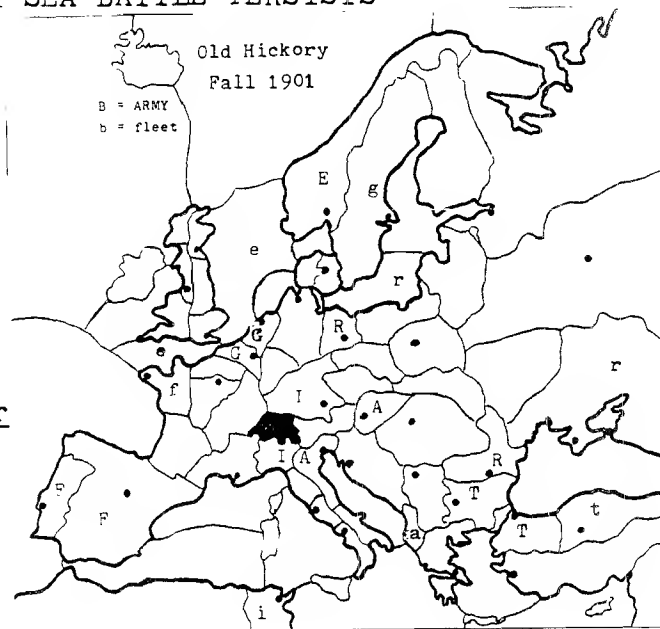 SEA BATTLE PERSISTS
Old Hickory
Fall 1901
B = ARMY
b = fleet
E
g
e
r
G
R
e
G
f
I
A
r
I
A
R
F
F
T
a
T
t
i